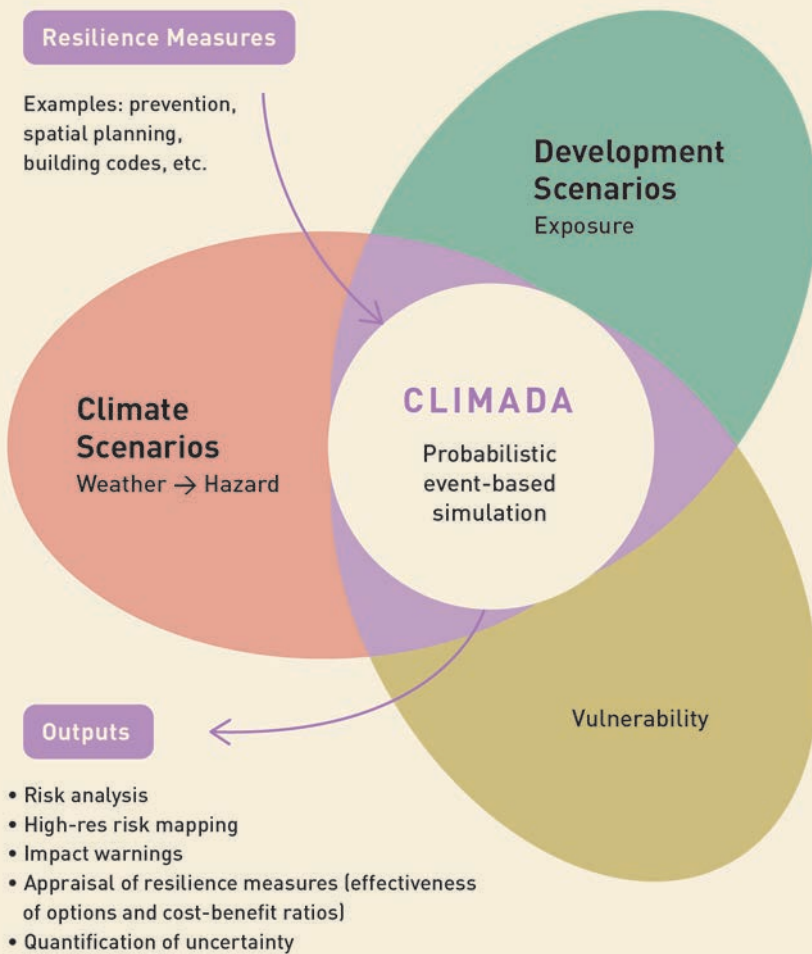 Resilience Measures
Examples: prevention,
spatial planning,
building codes, etc.
Development
Scenarios
Exposure
Climate
Scenarios
Weather → Hazard
CLIMADA
Probabilistic
event-based
simulation
Vulnerability
Outputs
• Risk analysis
• High-res risk mapping
• Impact warnings
• Appraisal of resilience measures (effectiveness
of options and cost-benefit ratios)
• Quantification of uncertainty